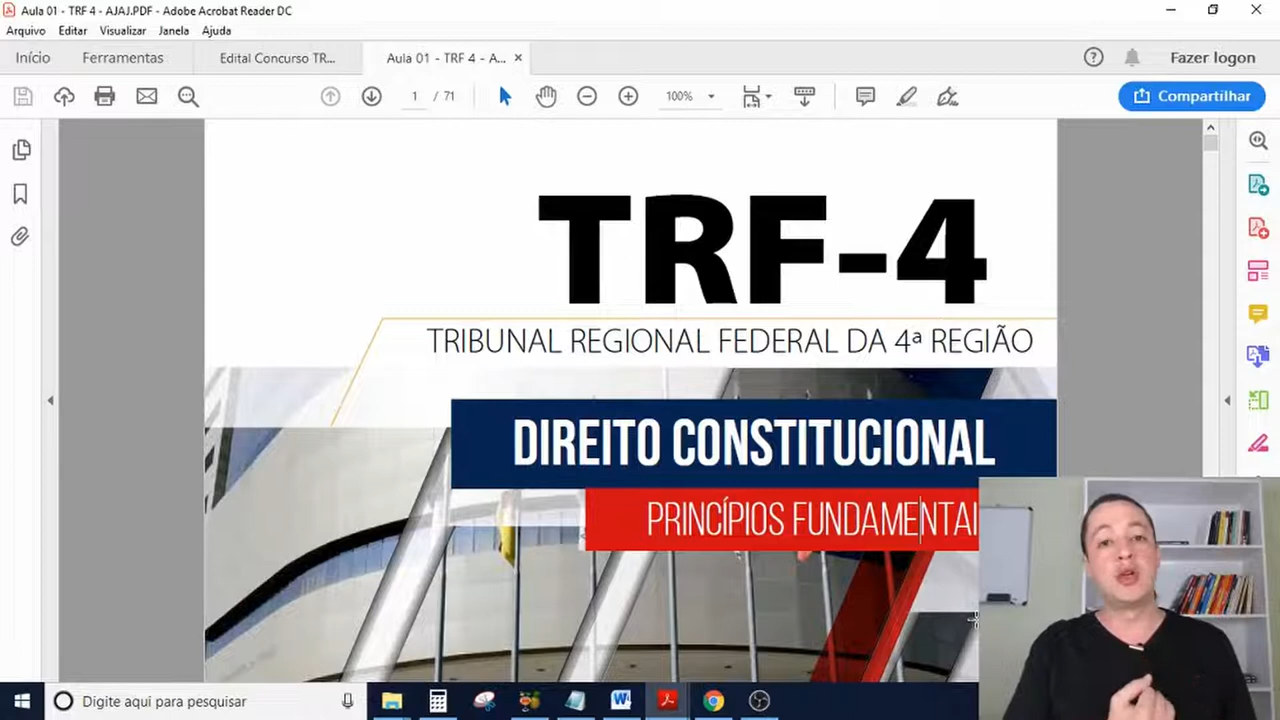 Aula 01 - TRF 4 - AJAJ.PDF - Adobe Acrobat Reader DC
Arquivo Editar Visualizar Janela Ajuda
Início Ferramentas Edital Concurso TR... Aula 01 - TRF 4 - A... Fazer logon
1 / 71 100% Compartilhar
TRF-4
TRIBUNAL REGIONAL FEDERAL DA 4ª REGIÃO
DIREITO CONSTITUCIONAL
PRINCÍPIOS FUNDAMENTAI
Digite aqui para pesquisar